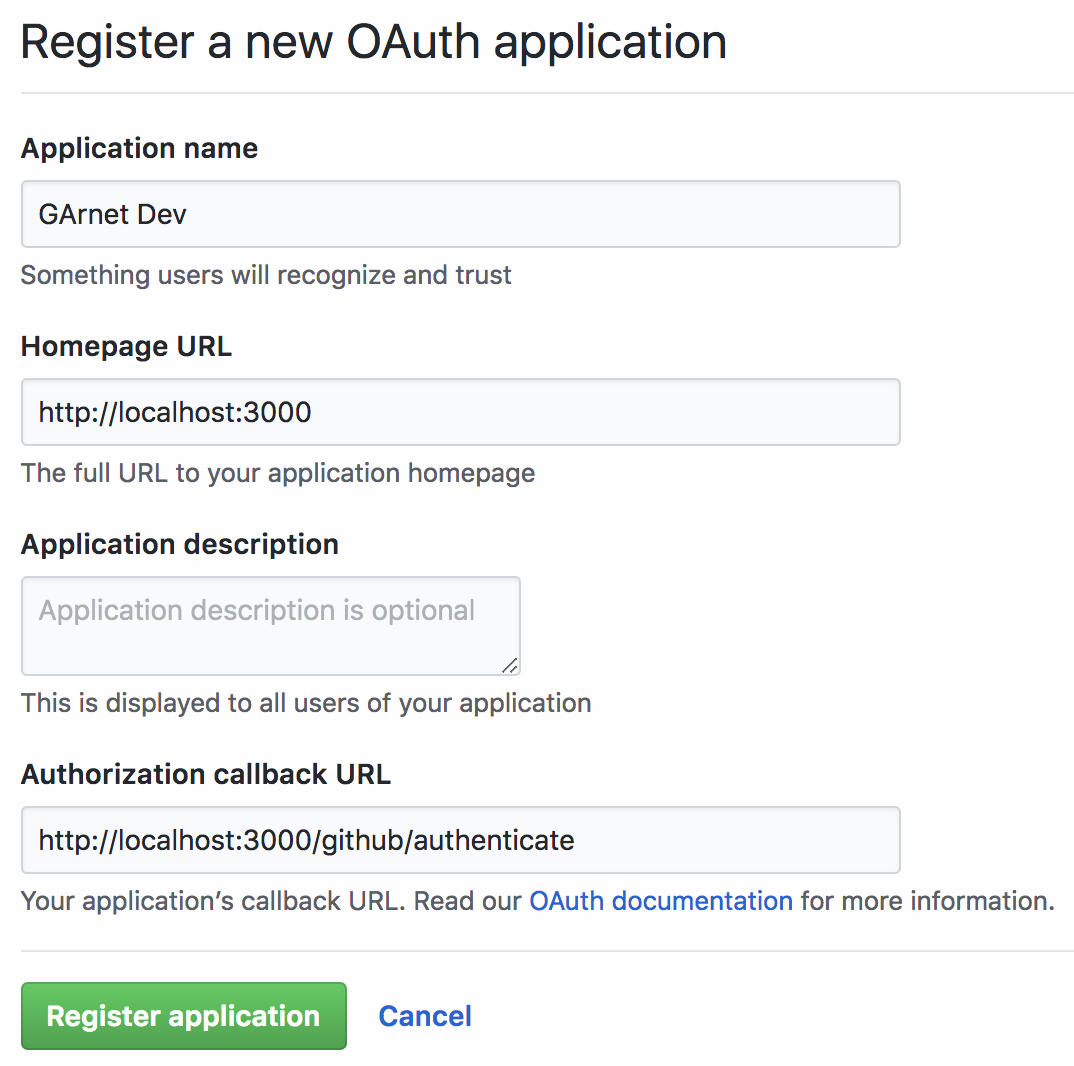 Register a new OAuth application
Application name
GArnet Dev
Something users will recognize and trust
Homepage URL
http://localhost:3000
The full URL to your application homepage
Application description
Application description is optional
This is displayed to all users of your application
Authorization callback URL
http://localhost:3000/github/authenticate
Your application’s callback URL. Read our OAuth documentation for more information.
Register application Cancel